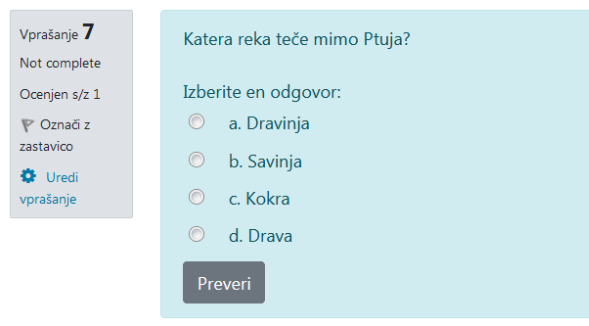 Vprašanje 7
Not complete
Ocenjen s/z 1
Označi z
zastavico
Uredi
vprašanje
Katera reka teče mimo Ptuja?
Izberite en odgovor:
a. Dravinja
b. Savinja
c. Kokra
d. Drava
Preveri